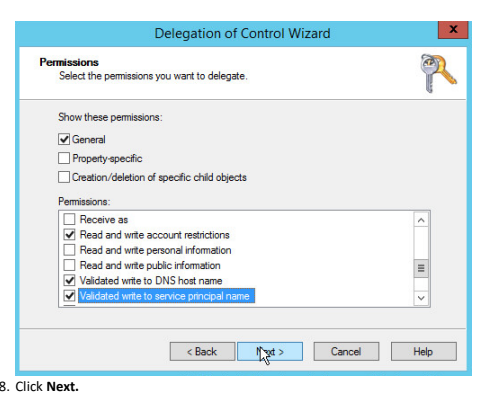 Delegation of Control Wizard
x
Permissions
Select the permissions you want to delegate.
Show these permissions:
General
Property-specific
Creation/deletion of specific child objects
Permissions:
Receive as
Read and write account restrictions
Read and write personal information
Read and write public information
Validated write to DNS host name
Validated write to service principal name
< Back Next > Cancel Help
8. Click Next.